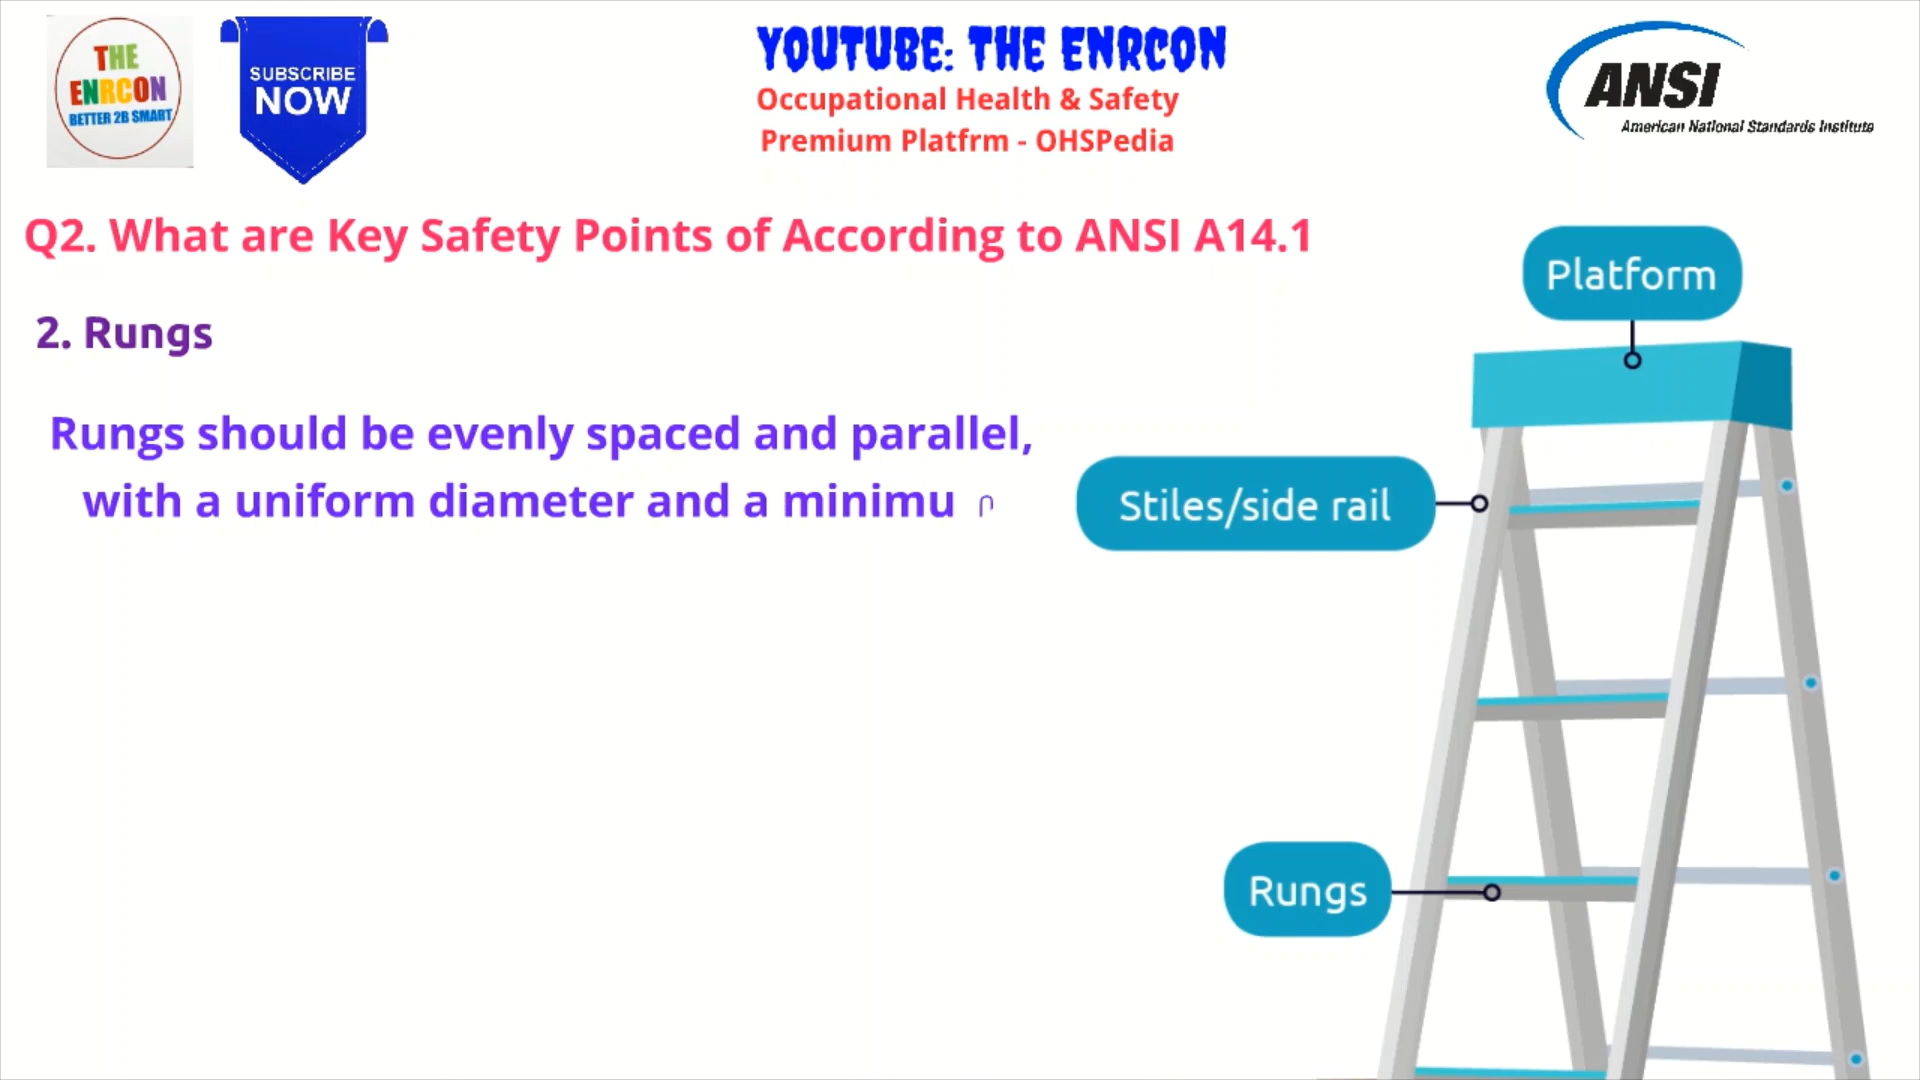 THE
ENRCON
BETTER 2B SMART
SUBSCRIBE
NOW
YOUTUBE: THE ENRCON
Occupational Health & Safety
Premium Platfrm - OHSPedia
ANSI
American National Standards Institute
Q2. What are Key Safety Points of According to ANSI A14.1
2. Rungs
Rungs should be evenly spaced and parallel,
with a uniform diameter and a minimu
Platform
Stiles/side rail
Rungs